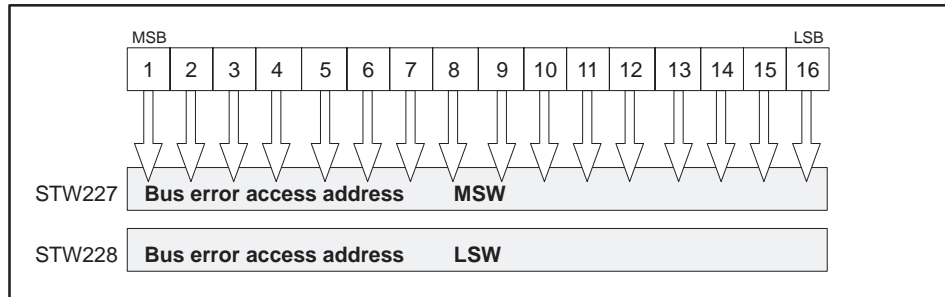 MSB LSB
1 2 3 4 5 6 7 8 9 10 11 12 13 14 15 16
STW227 Bus error access address MSW
STW228 Bus error access address LSW